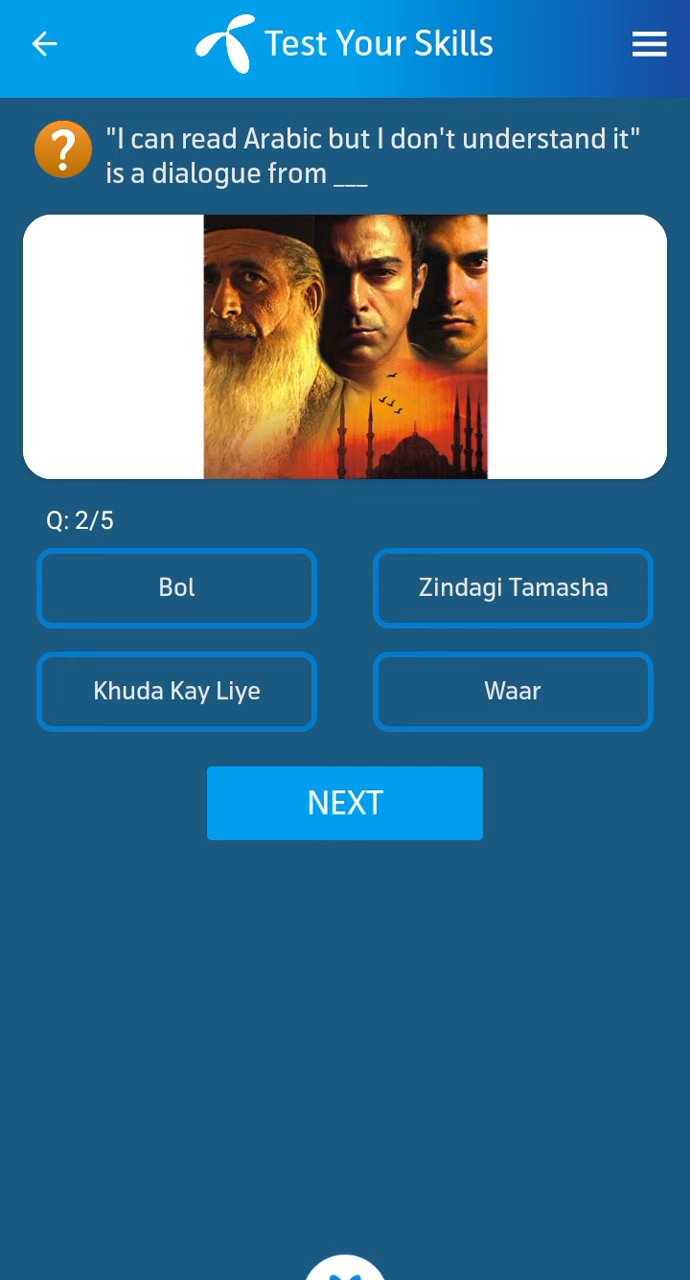 Test Your Skills
"I can read Arabic but I don't understand it"
is a dialogue from ___
Q: 2/5
Bol
Zindagi Tamasha
Khuda Kay Liye
Waar
NEXT